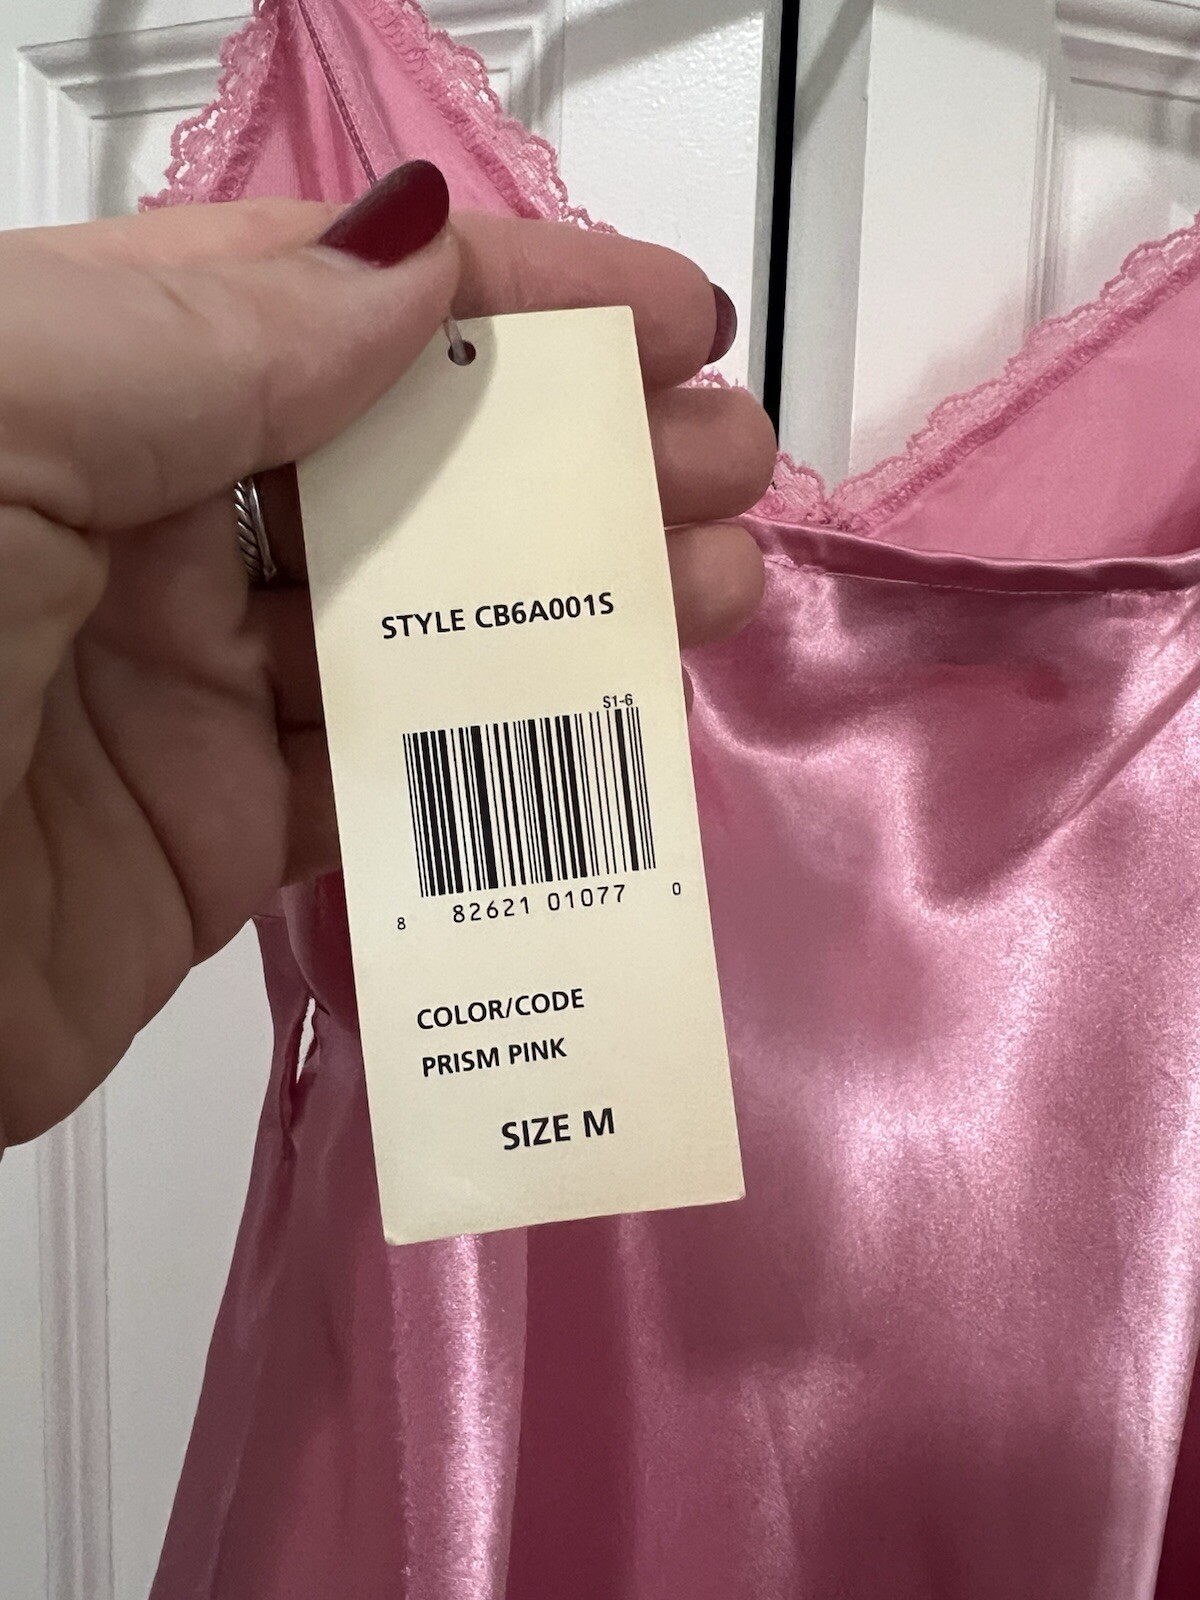 STYLE CB6A001S
S1-6
8 82621 01077 0
COLOR/CODE
PRISM PINK
SIZE M